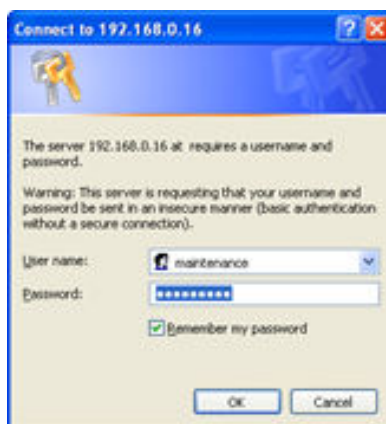 Connect to 192.168.0.16
The server 192.168.0.16 at requires a username and
password.
Warning: This server is requesting that your username and
password be sent in an insecure manner (basic authentication
without a secure connection).
User name:
maintenance
Password:
Remember my password
OK
Cancel